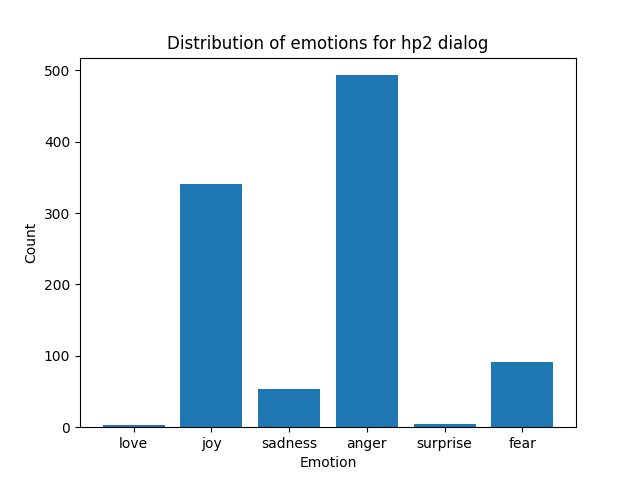 Distribution of emotions for hp2 dialog
500
400
300
200
100
0
Count
love joy sadness anger surprise fear
Emotion